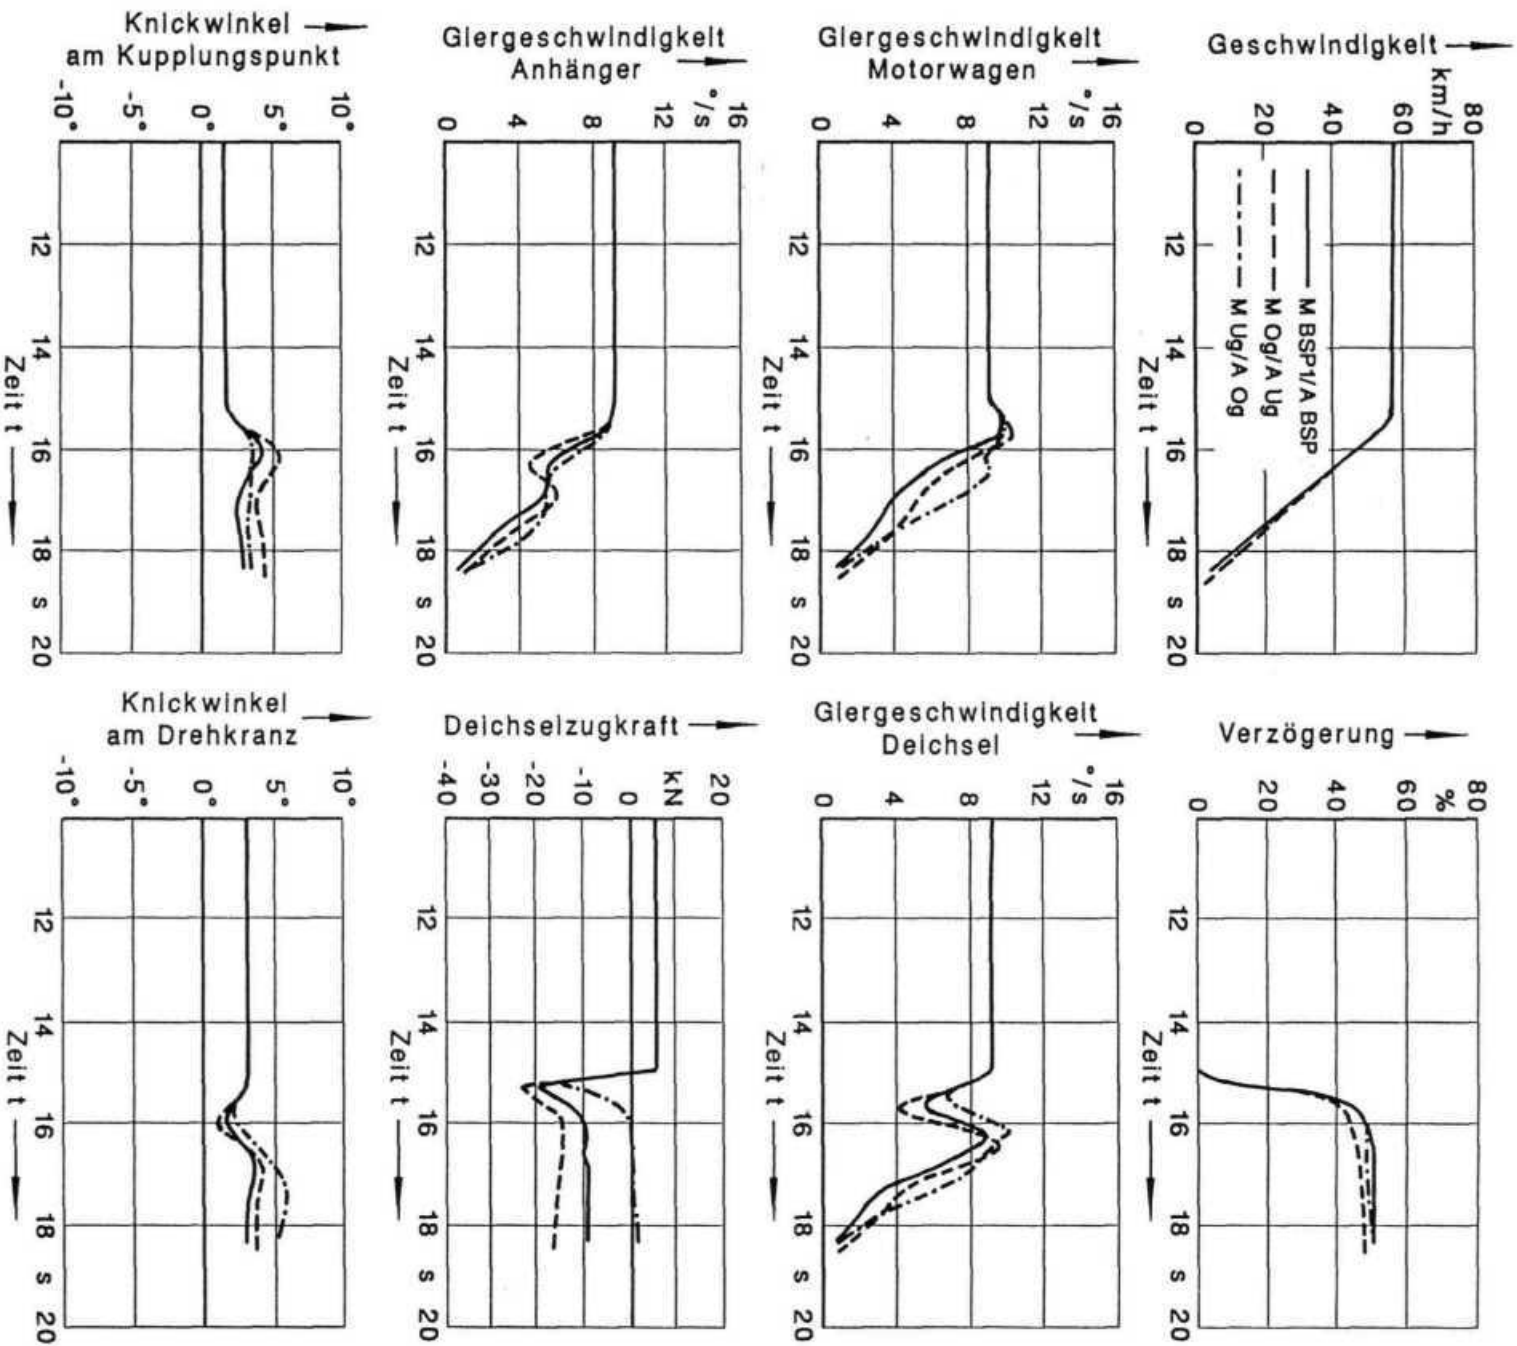 Geschwindigkeit
km/h
80
60
40
20
0
M BSP1/A BSP
M Og/A Ug
M Ug/A Og
12
14
16
18
s
20
Zeit t
Verzögerung
80
%
60
40
20
0
12
14
16
18
s
20
Zeit t
Giergeschwindigkeit
Motorwagen
16
°/s
12
8
4
0
12
14
16
18
s
20
Zeit t
Giergeschwindigkeit
Deichsel
16
°/s
12
8
4
0
12
14
16
18
s
20
Zeit t
Giergeschwindigkeit
Anhänger
16
°/s
12
8
4
0
12
14
16
18
s
20
Zeit t
Deichselzugkraft
20
kN
0
-10
-20
-30
-40
12
14
16
18
s
20
Zeit t
Knickwinkel
am Kupplungspunkt
10°
5°
0°
-5°
-10°
12
14
16
18
s
20
Zeit t
Knickwinkel
am Drehkranz
10°
5°
0°
-5°
-10°
12
14
16
18
s
20
Zeit t